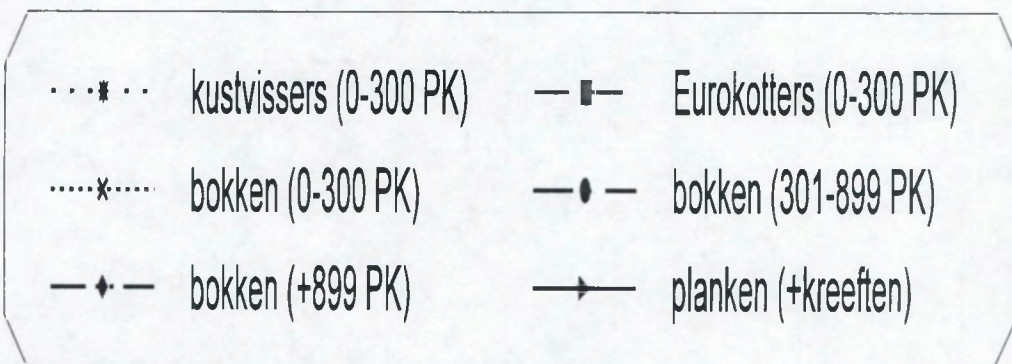 kustvissers (0-300 PK) Eurokotters (0-300 PK)
bokken (0-300 PK) bokken (301-899 PK)
bokken (+899 PK) planken (+kreeften)